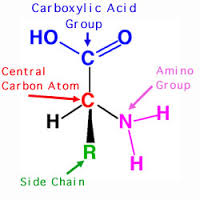 Carboxylic Acid
Group
HO
O
C
Central
Carbon Atom
Amino
Group
C
H
N
H
H
R
Side Chain